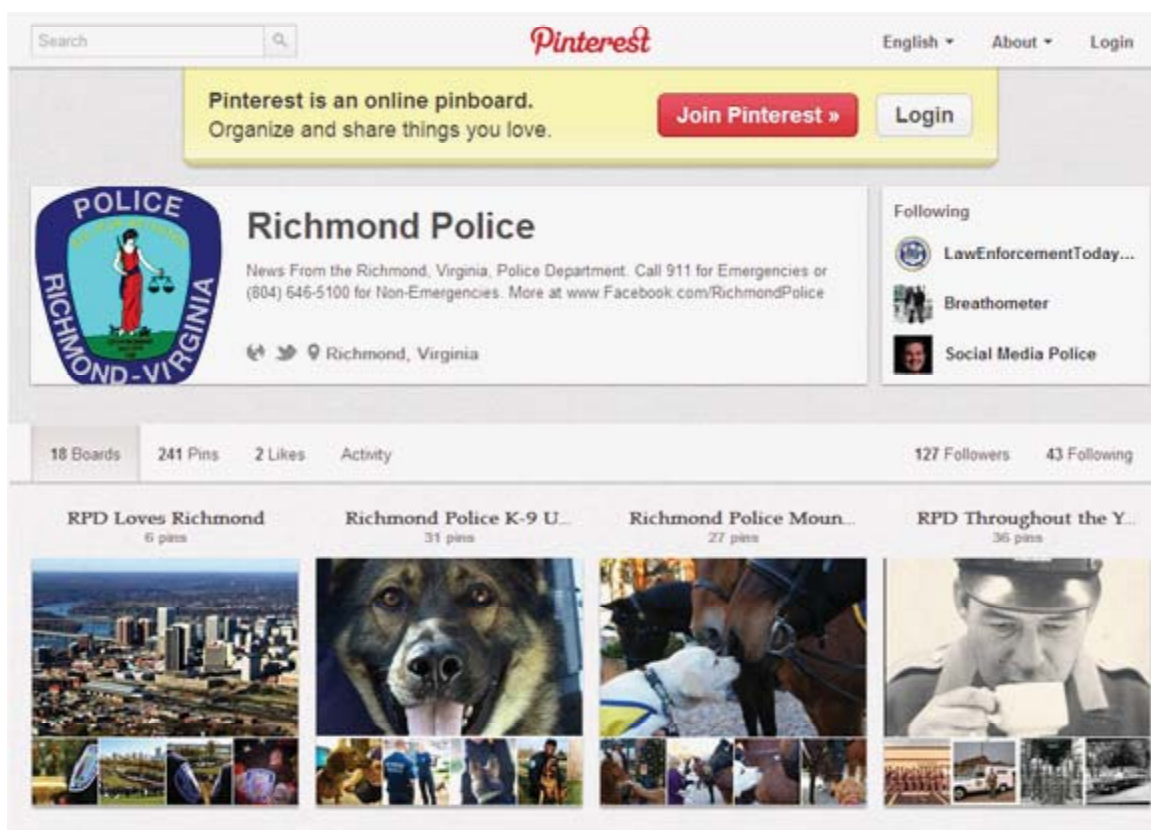 Search
Pinterest
English
About
Login
Pinterest is an online pinboard.
Organize and share things you love.
Join Pinterest »
Login
POLICE
RICHMOND-VIRGINIA
Richmond Police
News From the Richmond, Virginia, Police Department. Call 911 for Emergencies or
(804) 646-5100 for Non-Emergencies. More at www.Facebook.com/RichmondPolice
Richmond, Virginia
Following
LawEnforcementToday...
Breathometer
Social Media Police
18 Boards
241 Pins
2 Likes
Activity
127 Followers
43 Following
RPD Loves Richmond
6 pins
Richmond Police K-9 U...
31 pins
Richmond Police Moun...
27 pins
RPD Throughout the Y...
36 pins